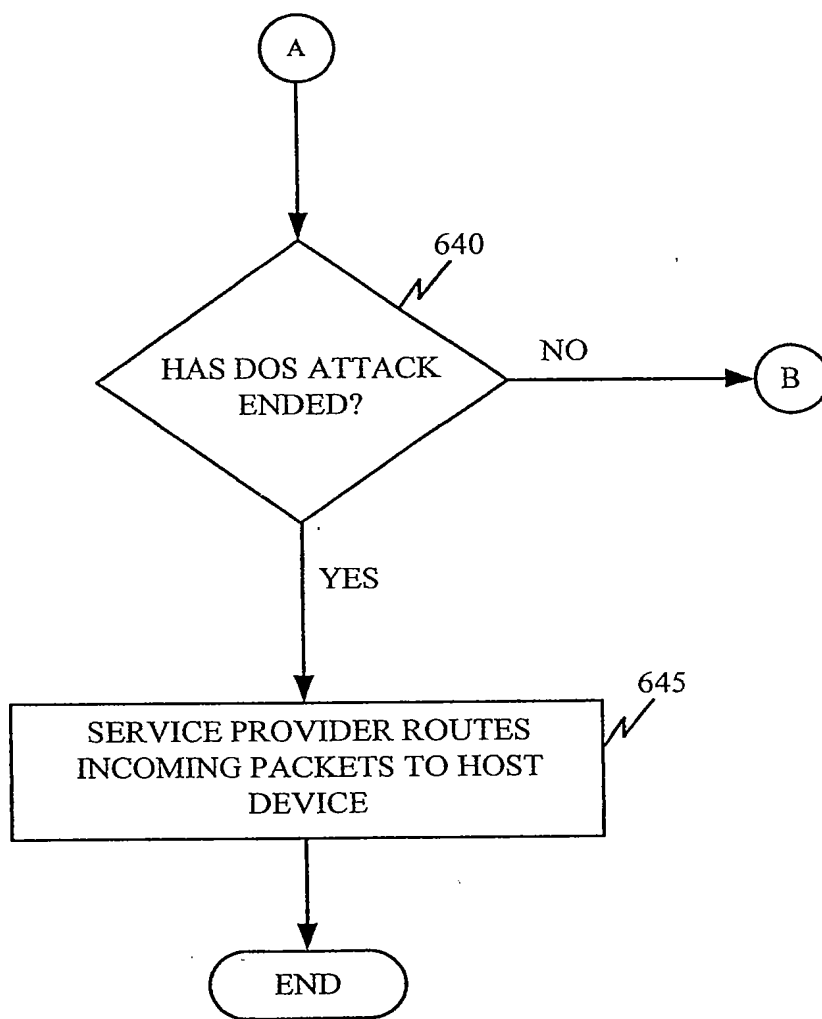 A
640
HAS DOS ATTACK
ENDED?
NO
B
YES
645
SERVICE PROVIDER ROUTES
INCOMING PACKETS TO HOST
DEVICE
END